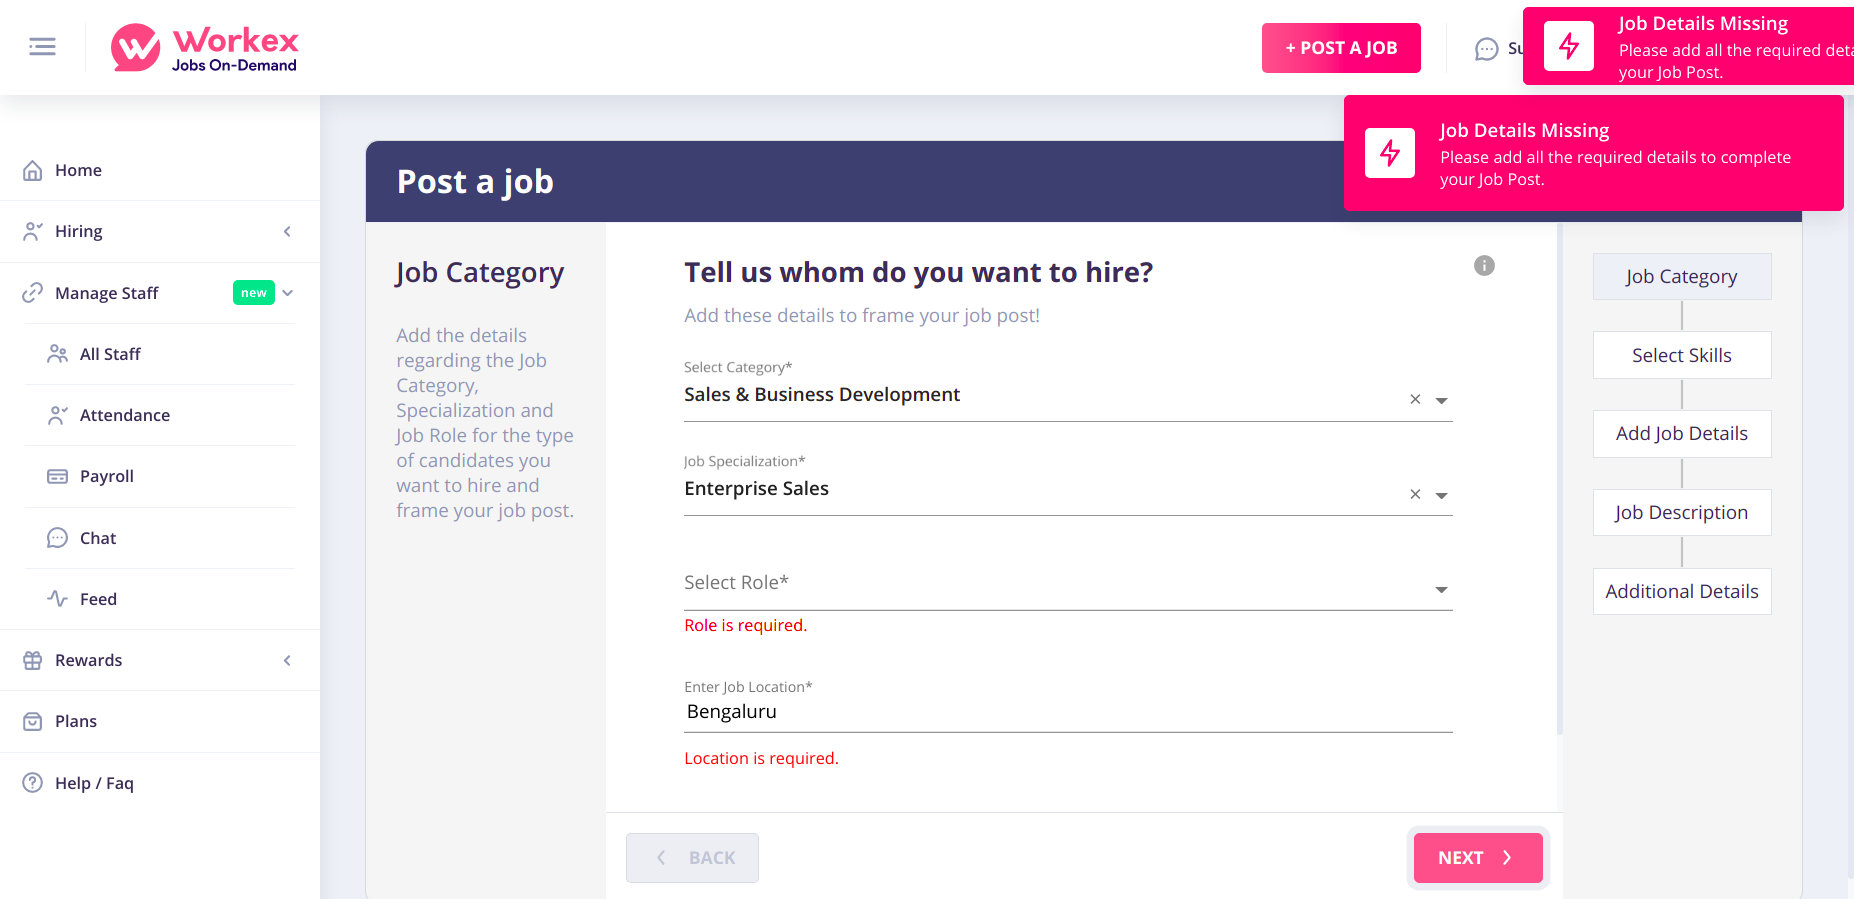 Workex
Jobs On-Demand
+ POST A JOB
Job Details Missing
Please add all the required
your Job Post.
Job Details Missing
Please add all the required details to complete
your Job Post.
Home
Hiring
Manage Staff
new
All Staff
Attendance
Payroll
Chat
Feed
Rewards
Plans
Help / Faq
Post a job
Job Category
Add the details
regarding the Job
Category,
Specialization and
Job Role for the type
of candidates you
want to hire and
frame your job post.
Tell us whom do you want to hire?
Add these details to frame your job post!
Select Category*
Sales & Business Development
Job Specialization*
Enterprise Sales
Select Role*
Role is required.
Enter Job Location*
Bengaluru
Location is required.
BACK
NEXT
Job Category
Select Skills
Add Job Details
Job Description
Additional Details